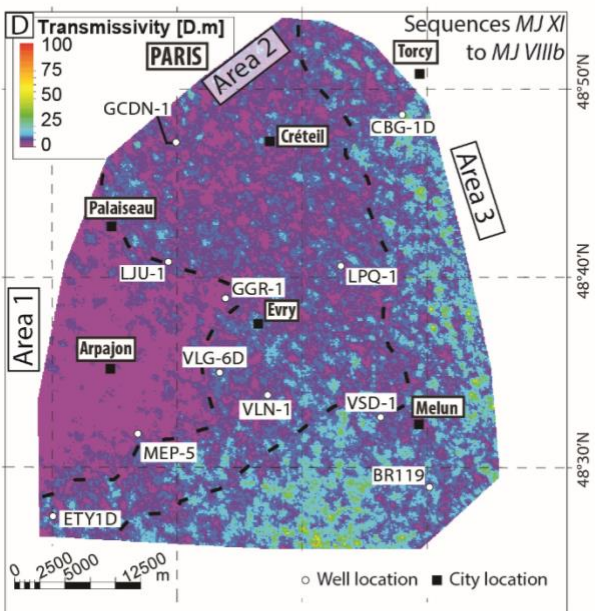 D Transmissivity [D.m]
100
75
50
25
0
Sequences MJ XI
to MJ VIIIb
PARIS
Area 2
Torcy
48°50'N
GCDN-1
CBG-1D
Créteil
Area 3
Palaiseau
LJU-1
LPQ-1
48°40'N
GGR-1
Area 1
Evry
Arpajon
VLG-6D
VLN-1
VSD-1
Melun
MEP-5
48°30'N
BR119
ETY1D
0 2500 5000 12500
m
Well location
City location